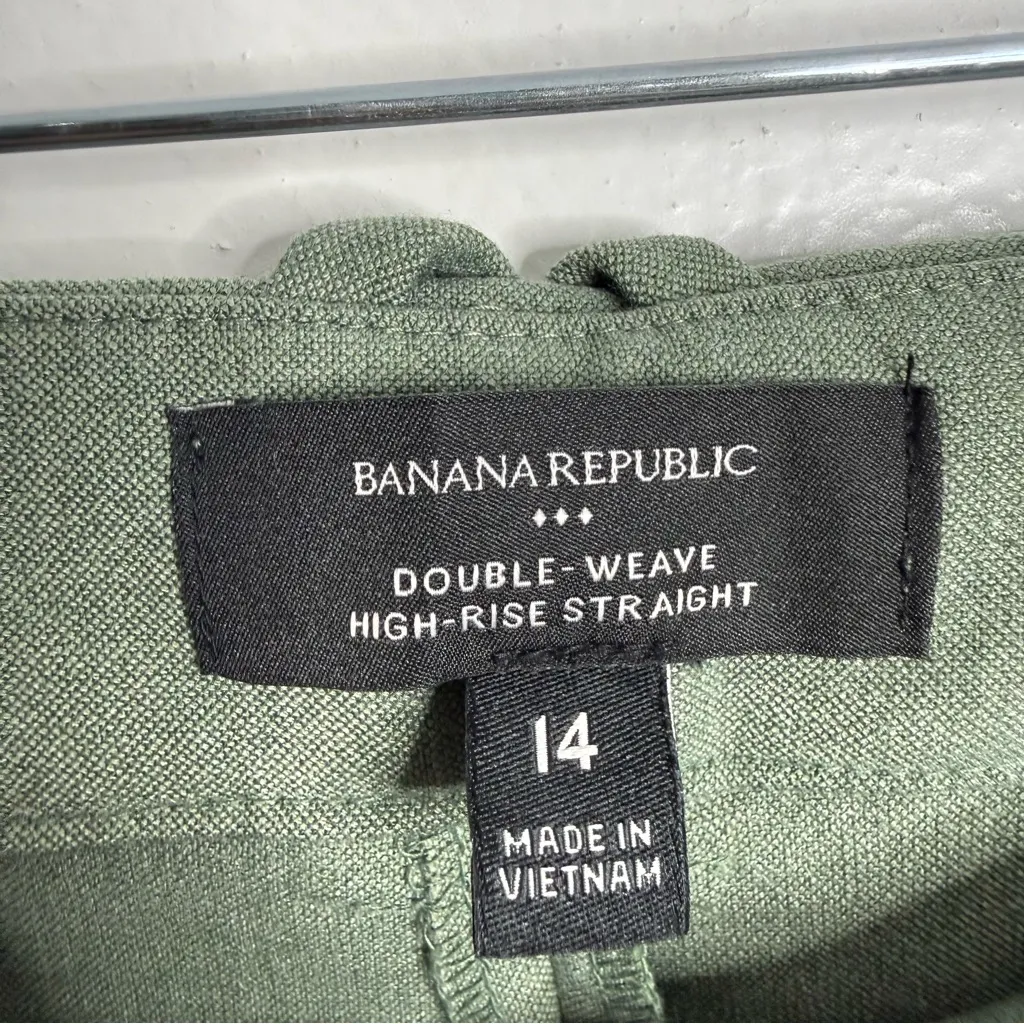 BANANA REPUBLIC
DOUBLE-WEAVE
HIGH-RISE STRAIGHT
14
MADE IN
VIETNAM